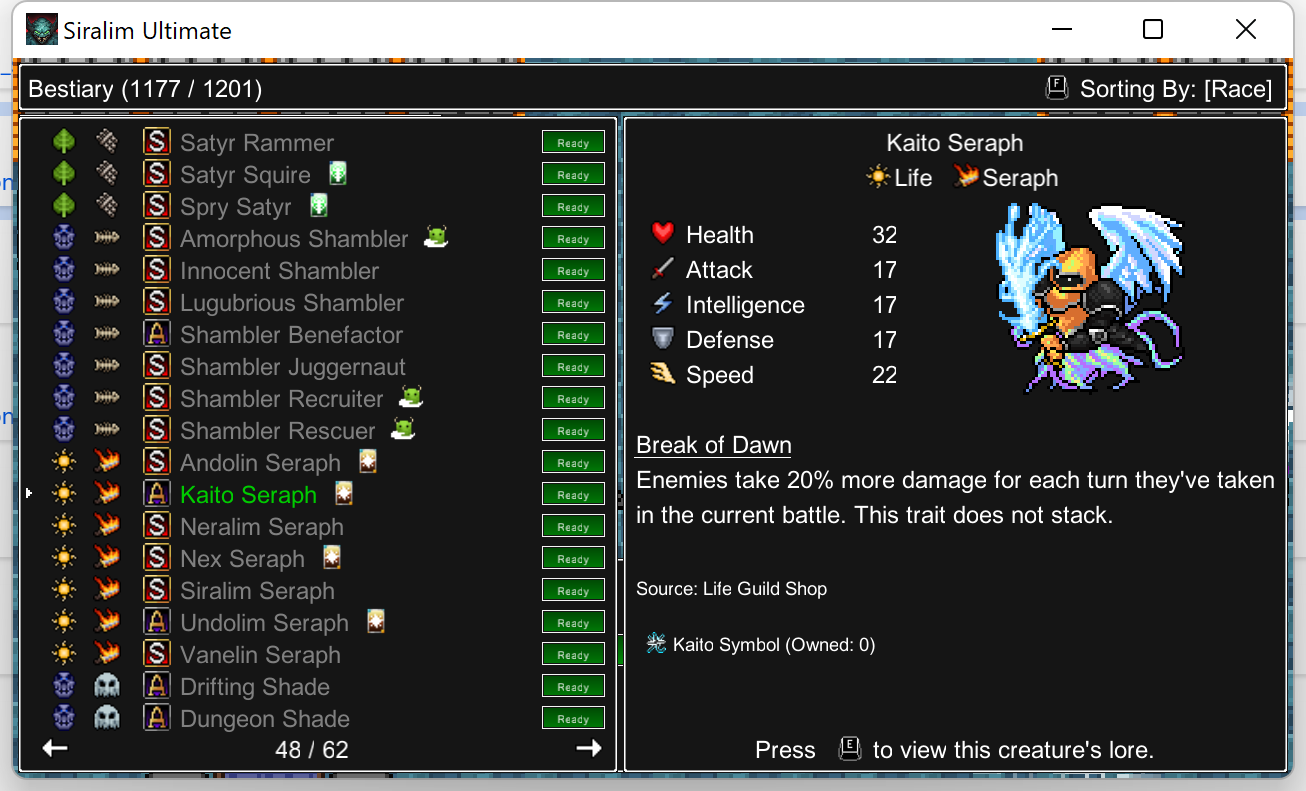 Siralim Ultimate
Bestiary (1177 / 1201)
F Sorting By: [Race]
S Satyr Rammer Ready
S Satyr Squire Ready
S Spry Satyr Ready
S Amorphous Shambler Ready
S Innocent Shambler Ready
S Lugubrious Shambler Ready
A Shambler Benefactor Ready
S Shambler Juggernaut Ready
S Shambler Recruiter Ready
S Shambler Rescuer Ready
S Andolin Seraph Ready
A Kaito Seraph Ready
S Neralim Seraph Ready
S Nex Seraph Ready
S Siralim Seraph Ready
A Undolim Seraph Ready
S Vanelin Seraph Ready
A Drifting Shade Ready
A Dungeon Shade Ready
48 / 62
Kaito Seraph
Life Seraph
Health 32
Attack 17
Intelligence 17
Defense 17
Speed 22
Break of Dawn
Enemies take 20% more damage for each turn they've taken
in the current battle. This trait does not stack.
Source: Life Guild Shop
Kaito Symbol (Owned: 0)
Press E to view this creature's lore.